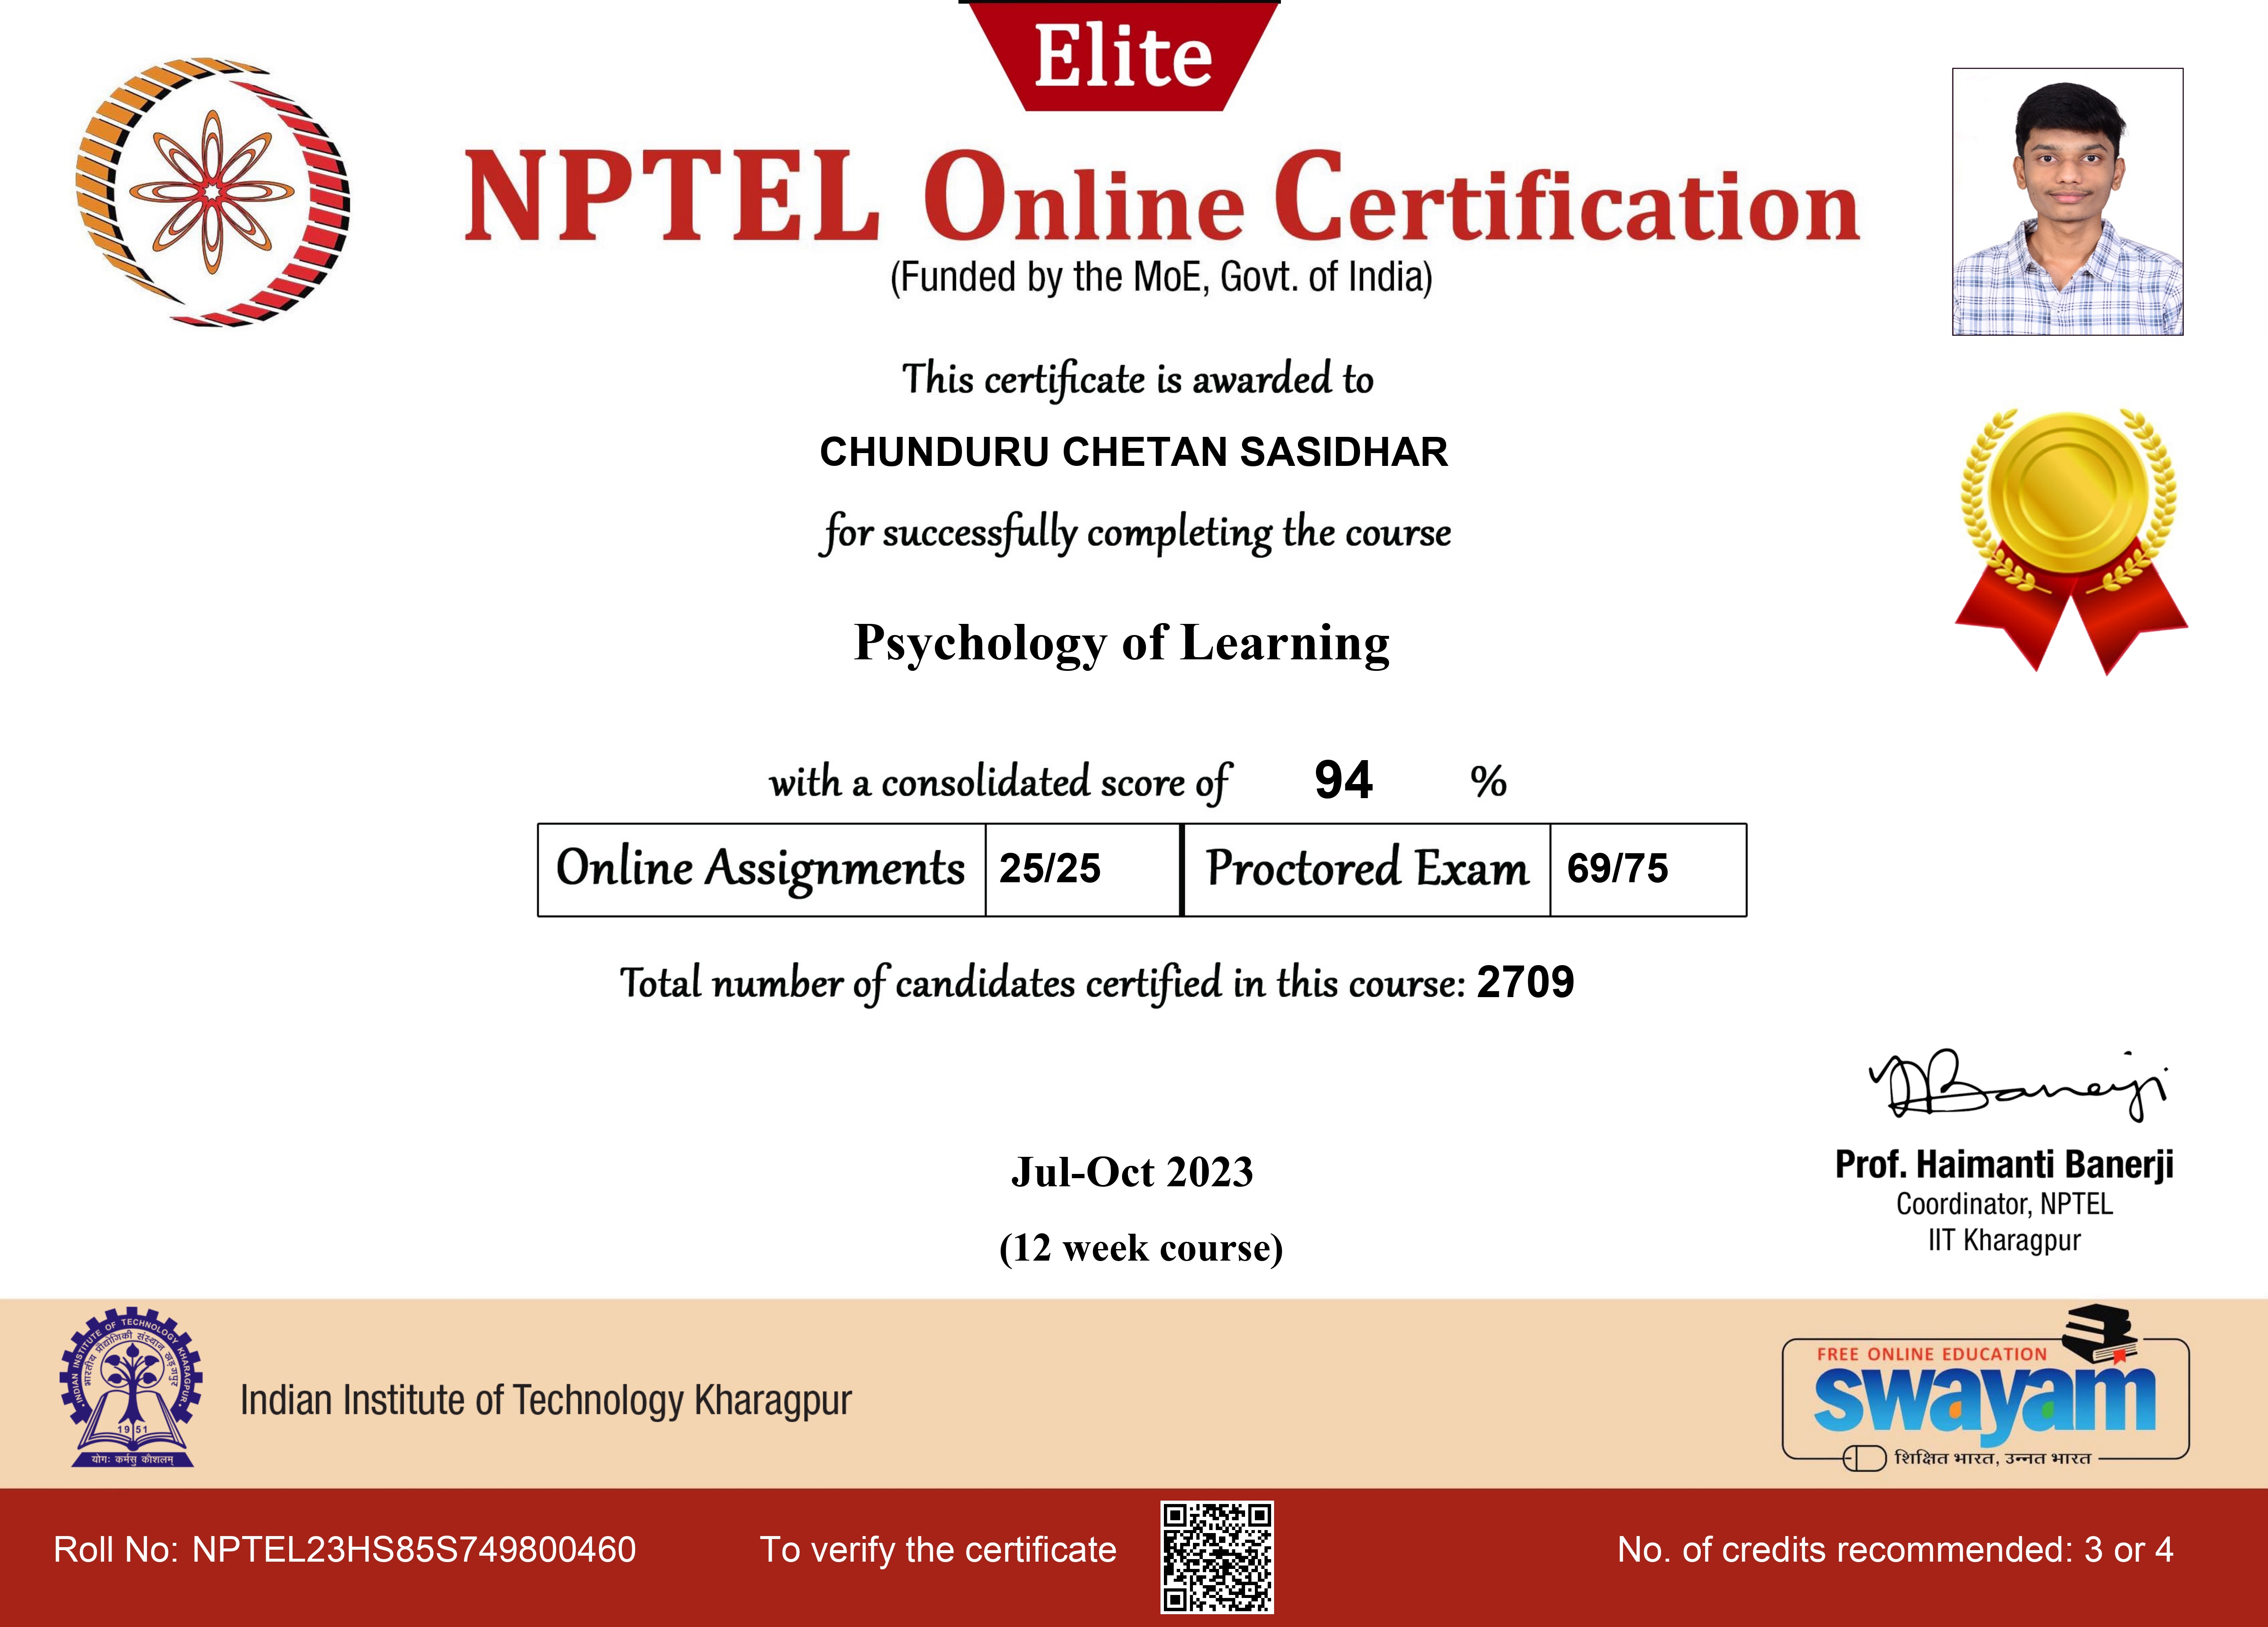 Elite
NPTEL Online Certification
(Funded by the MoE, Govt. of India)
This certificate is awarded to
CHUNDURU CHETAN SASIDHAR
for successfully completing the course
Psychology of Learning
with a consolidated score of 94 %
Online Assignments 25/25 Proctored Exam 69/75
Total number of candidates certified in this course: 2709
Banerji
Prof. Haimanti Banerji
Coordinator, NPTEL
IIT Kharagpur
Jul-Oct 2023
(12 week course)
INDIAN INSTITUTE OF TECHNOLOGY KHARAGPUR
भारतीय प्रौद्योगिकी संस्थान खड़गपुर
19 51
योगः कर्मसु कौशलम्
Indian Institute of Technology Kharagpur
FREE ONLINE EDUCATION
swayam
शिक्षित भारत, उन्नत भारत
Roll No: NPTEL23HS85S749800460
To verify the certificate
No. of credits recommended: 3 or 4